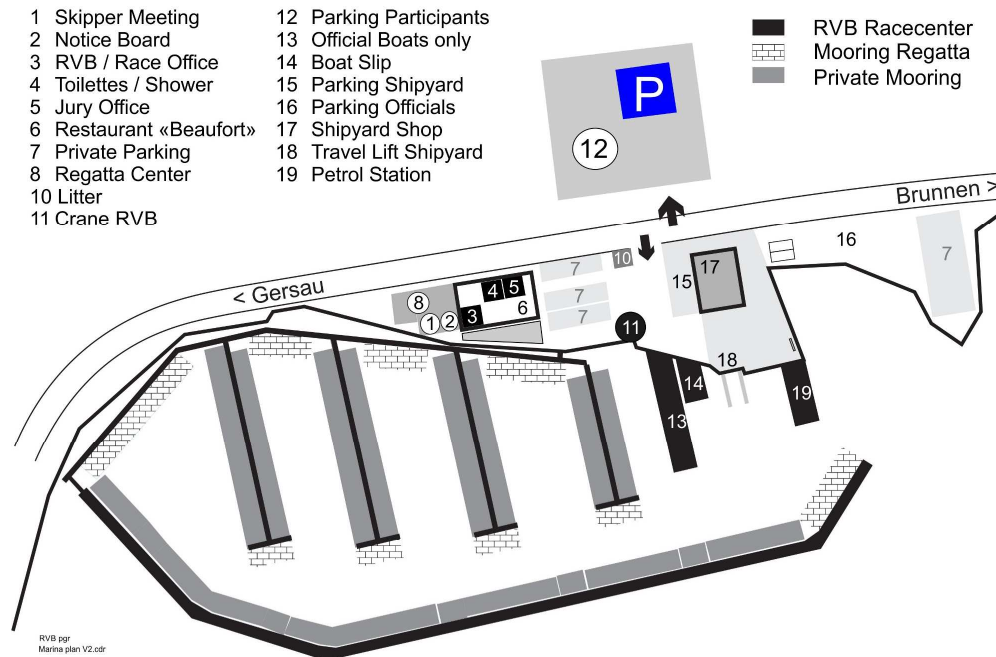 1 Skipper Meeting
2 Notice Board
3 RVB / Race Office
4 Toilettes / Shower
5 Jury Office
6 Restaurant «Beaufort»
7 Private Parking
8 Regatta Center
10 Litter
11 Crane RVB
12 Parking Participants
13 Official Boats only
14 Boat Slip
15 Parking Shipyard
16 Parking Officials
17 Shipyard Shop
18 Travel Lift Shipyard
19 Petrol Station
RVB Racecenter
Mooring Regatta
Private Mooring
P
12
Brunnen >
< Gersau
16
7
7
10
15
17
8
4
5
7
6
7
3
1
2
11
18
14
19
13
RVB pgr
Marina plan V2.cdr